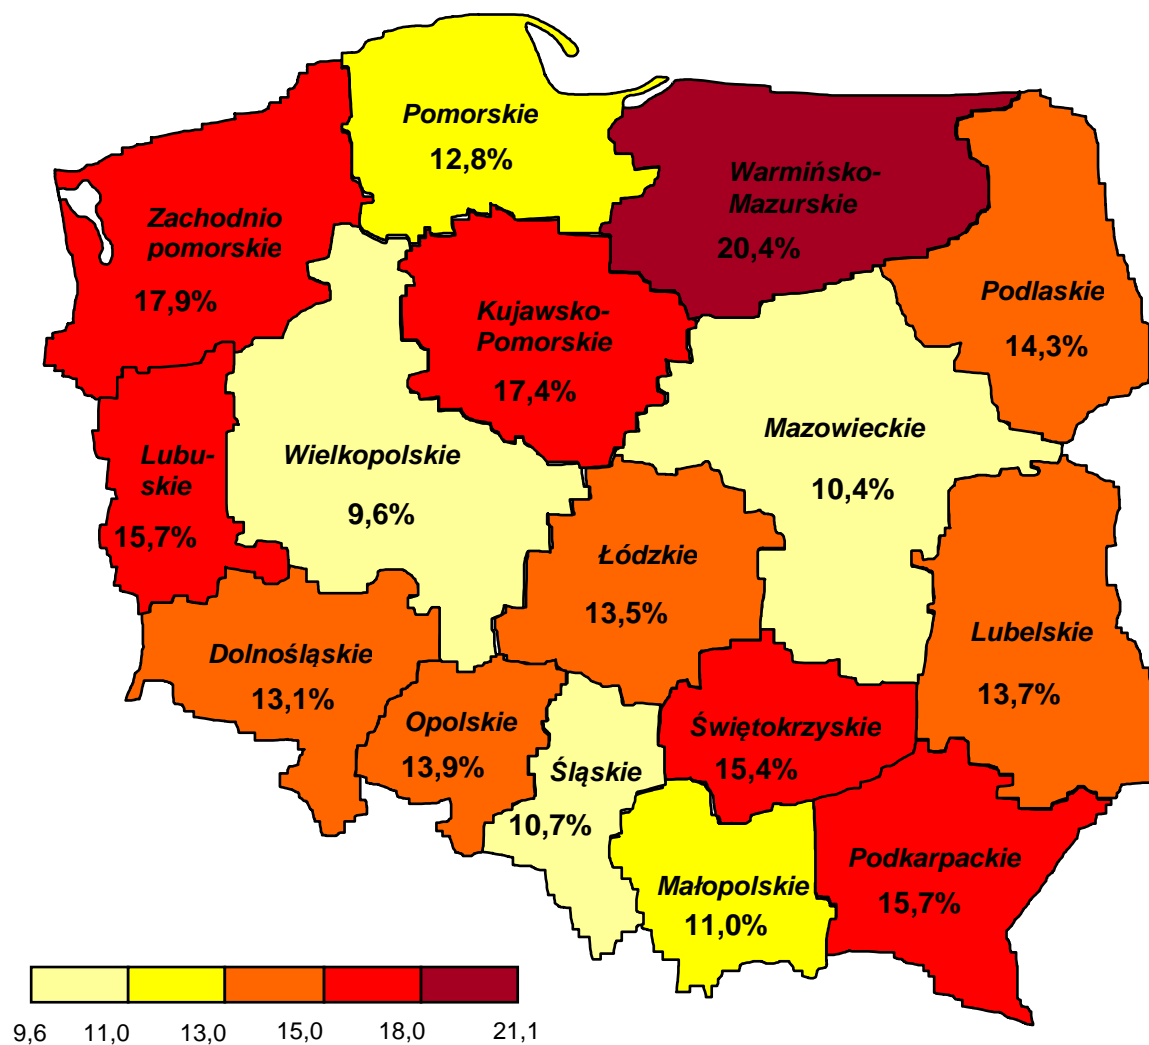 Pomorskie
12,8%
Warmińsko-
Mazurskie
20,4%
Zachodnio
pomorskie
17,9%
Podlaskie
14,3%
Kujawsko-
Pomorskie
17,4%
Mazowieckie
10,4%
Lubu-
skie
15,7%
Wielkopolskie
9,6%
Łódzkie
13,5%
Lubelskie
13,7%
Dolnośląskie
13,1%
Opolskie
13,9%
Śląskie
10,7%
Świętokrzyskie
15,4%
Małopolskie
11,0%
Podkarpackie
15,7%
9,6 11,0 13,0 15,0 18,0 21,1